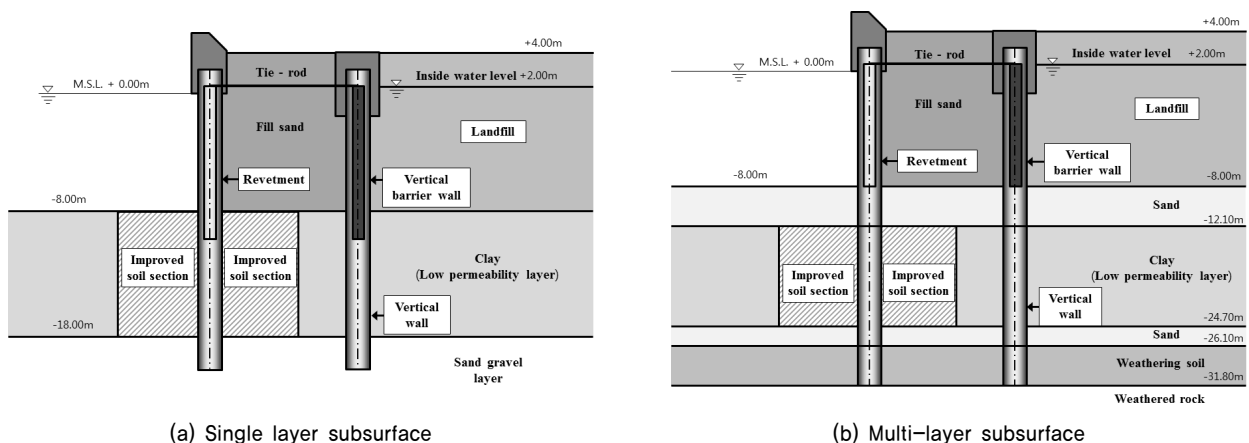 +4.00m
Tie - rod
Inside water level +2.00m
M.S.L. + 0.00m
Fill sand
Landfill
Revetment
Vertical
barrier wall
-8.00m
Improved
soil section
Improved
soil section
Clay
(Low permeability layer)
Vertical
wall
-18.00m
Sand gravel
layer
(a) Single layer subsurface
+4.00m
Tie - rod
Inside water level
+2.00m
M.S.L. + 0.00m
Fill sand
Landfill
Revetment
Vertical
barrier wall
-8.00m
-8.00m
Sand
-12.10m
Improved
soil section
Improved
soil section
Clay
(Low permeability layer)
Vertical
wall
-24.70m
Sand
-26.10m
Weathering soil
-31.80m
Weathered rock
(b) Multi-layer subsurface